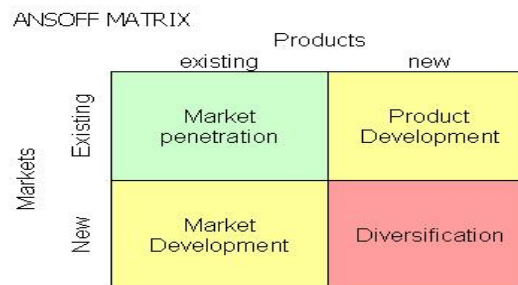 ANSOFF MATRIX
Products
existing new
Markets
Existing
Market
penetration
Product
Development
New
Market
Development
Diversification